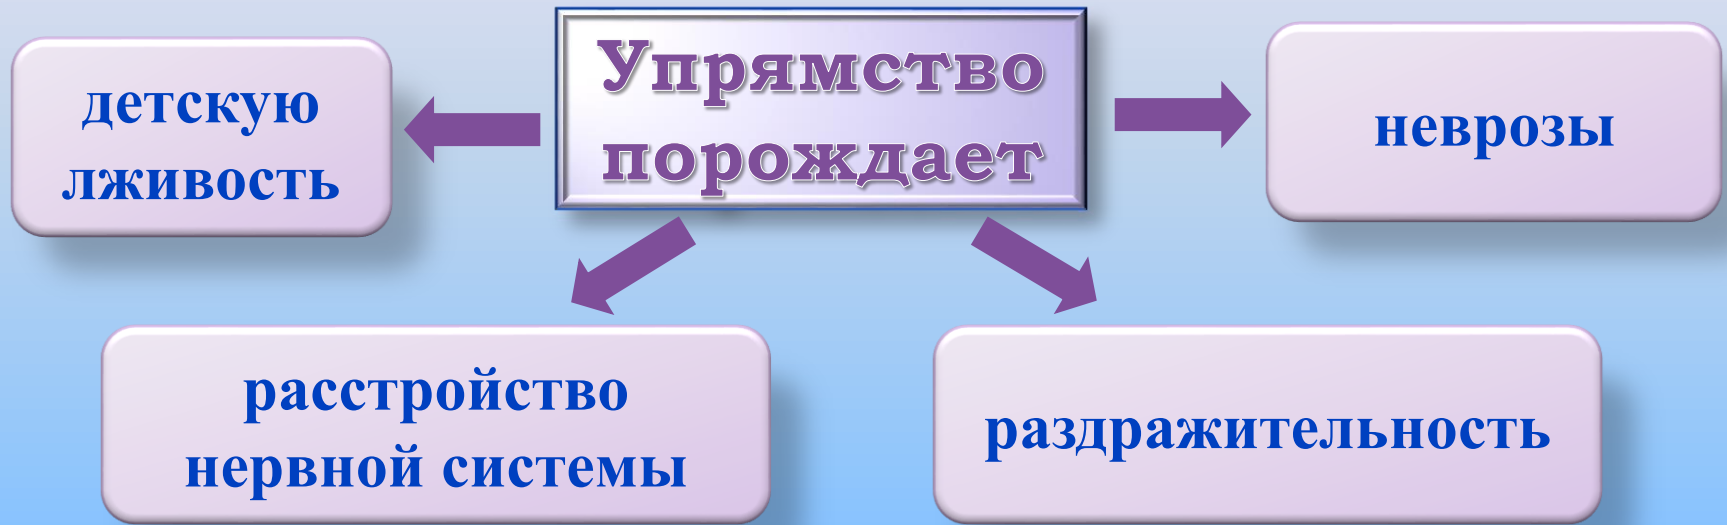 Упрямство
порождает
детскую
лживость
неврозы
расстройство
нервной системы
раздражительность